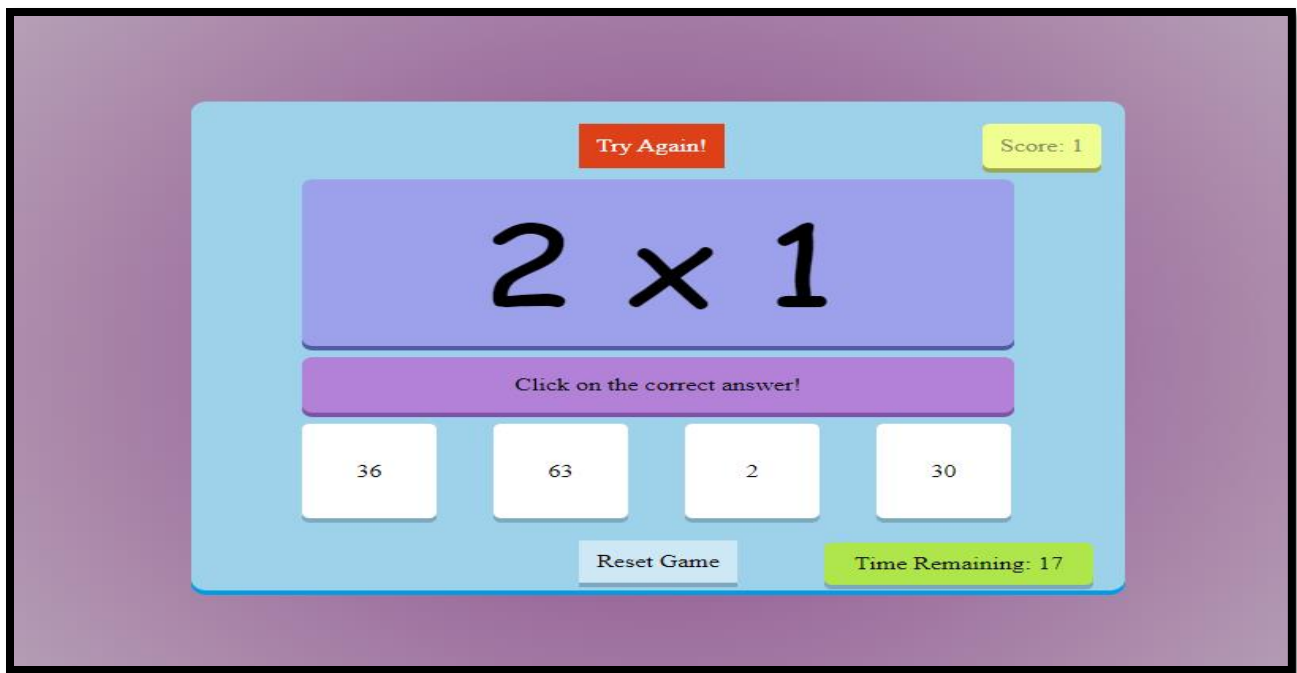 Try Again!
Score: 1
2 x 1
Click on the correct answer!
36 63 2 30
Reset Game
Time Remaining: 17